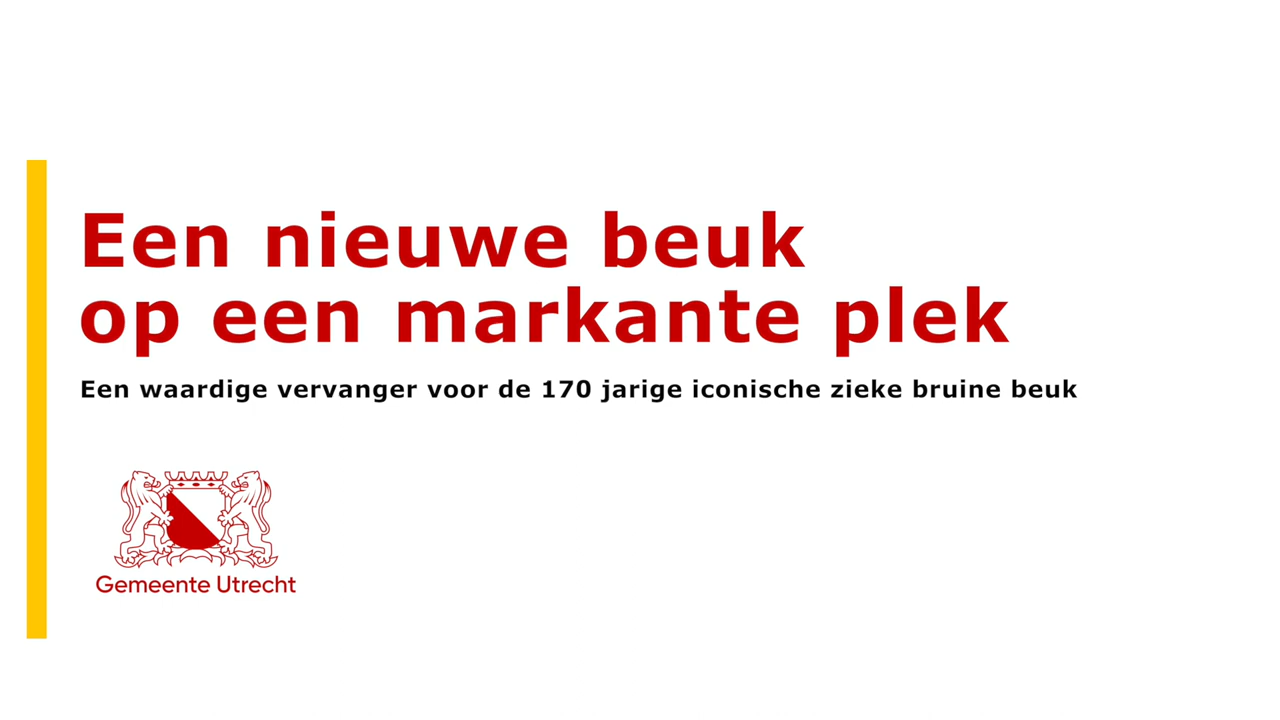 Een nieuwe beuk
op een markante plek
Een waardige vervanger voor de 170 jarige iconische zieke bruine beuk
Gemeente Utrecht